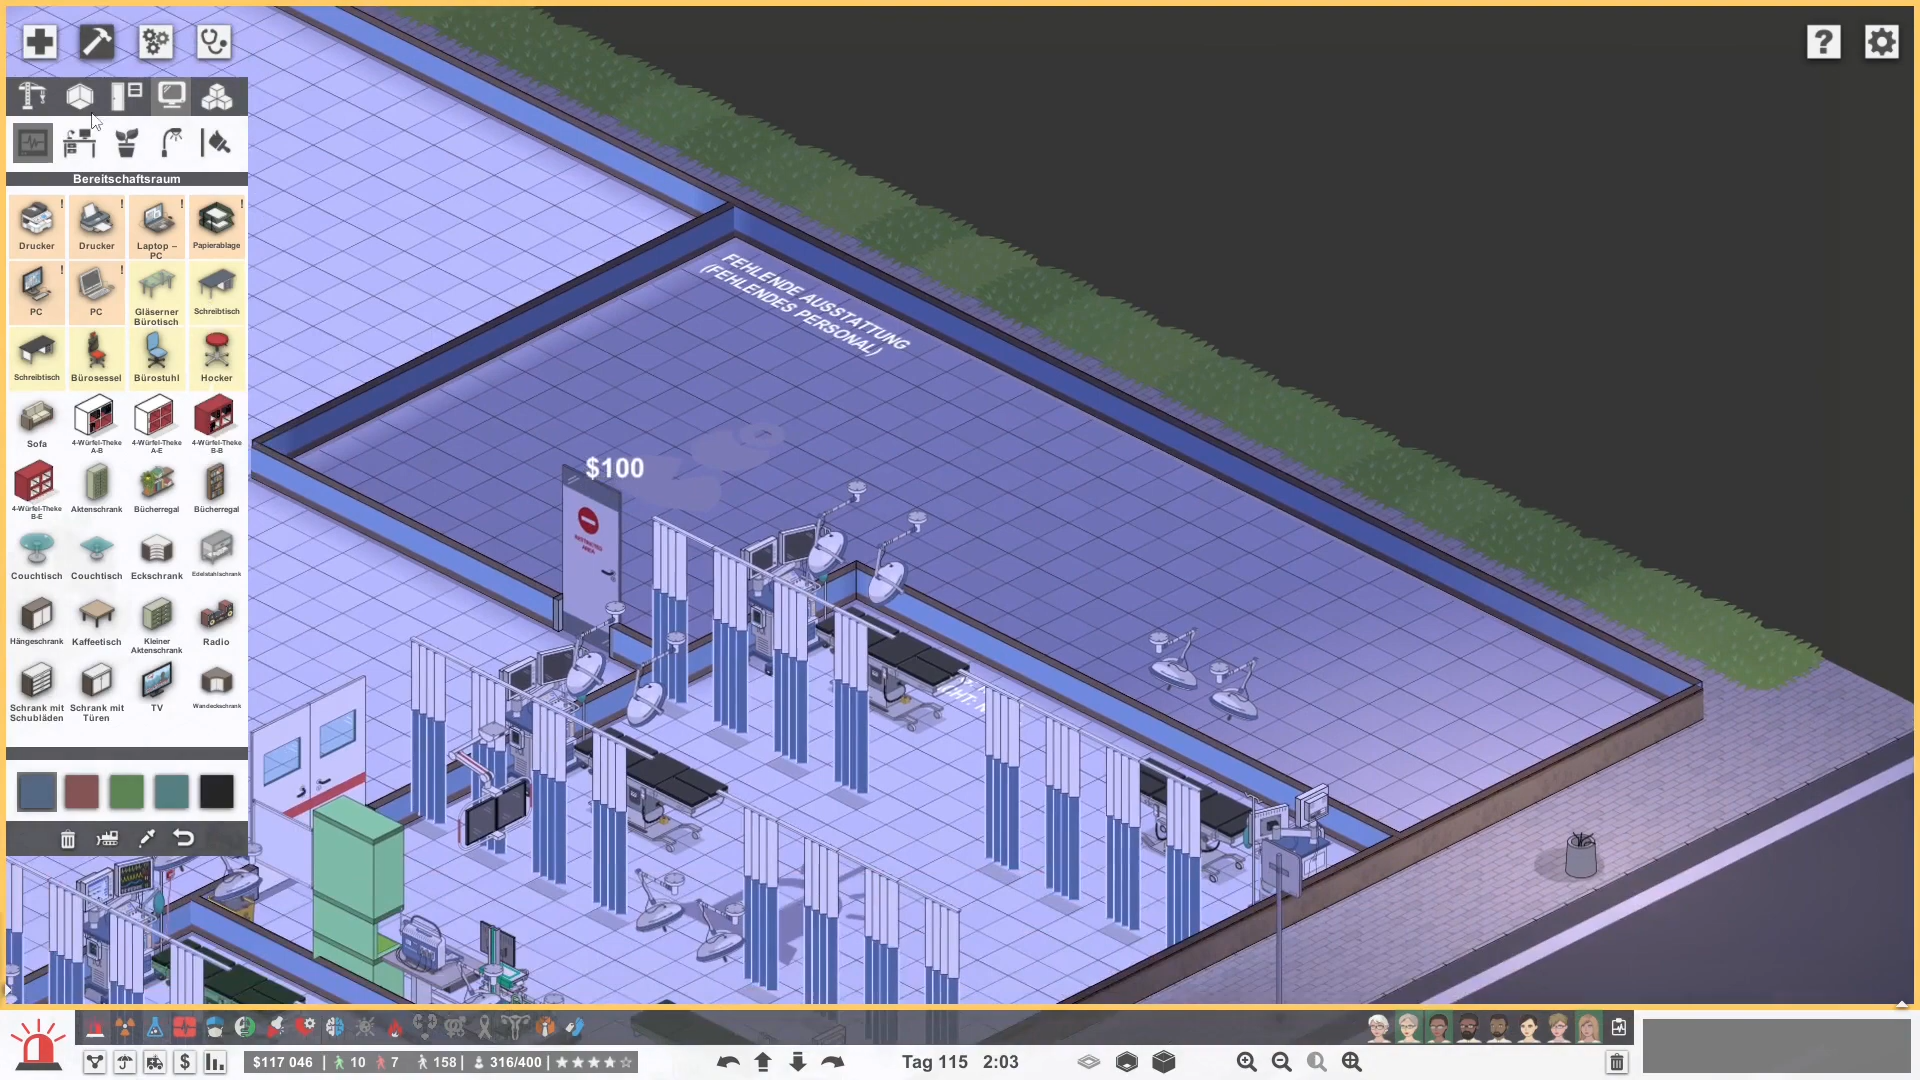 Bereitschaftsraum
Drucker
Drucker
Laptop –
PC
Papierablage
PC
PC
Gläserner
Bürotisch
Schreibtisch
Schreibtisch
Bürosessel
Bürostuhl
Hocker
Sofa
4-Würfel-Theke
A-B
4-Würfel-Theke
A-E
4-Würfel-Theke
B-B
4-Würfel-Theke
B-E
Aktenschrank
Bücherregal
Bücherregal
Couchtisch
Couchtisch
Eckschrank
Edelstahlschrank
Hängeschrank
Kaffeetisch
Kleiner
Aktenschrank
Radio
Schrank mit
Schubläden
Schrank mit
Türen
TV
Wandeckschrank
FEHLENDE AUSSTATTUNG
(FEHLENDES PERSONAL)
$100
RESTRICTED
AREA
$117 046
10
7
158
316/400
Tag 115
2:03